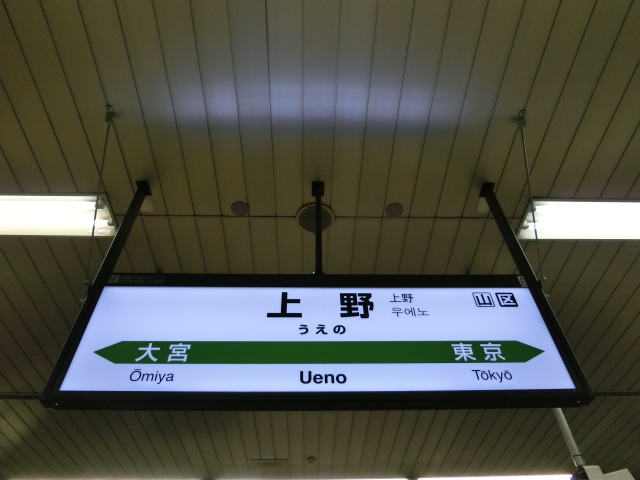 上野 上野 山 区
우에노
うえの
大宮 東京
Ōmiya Ueno Tōkyō